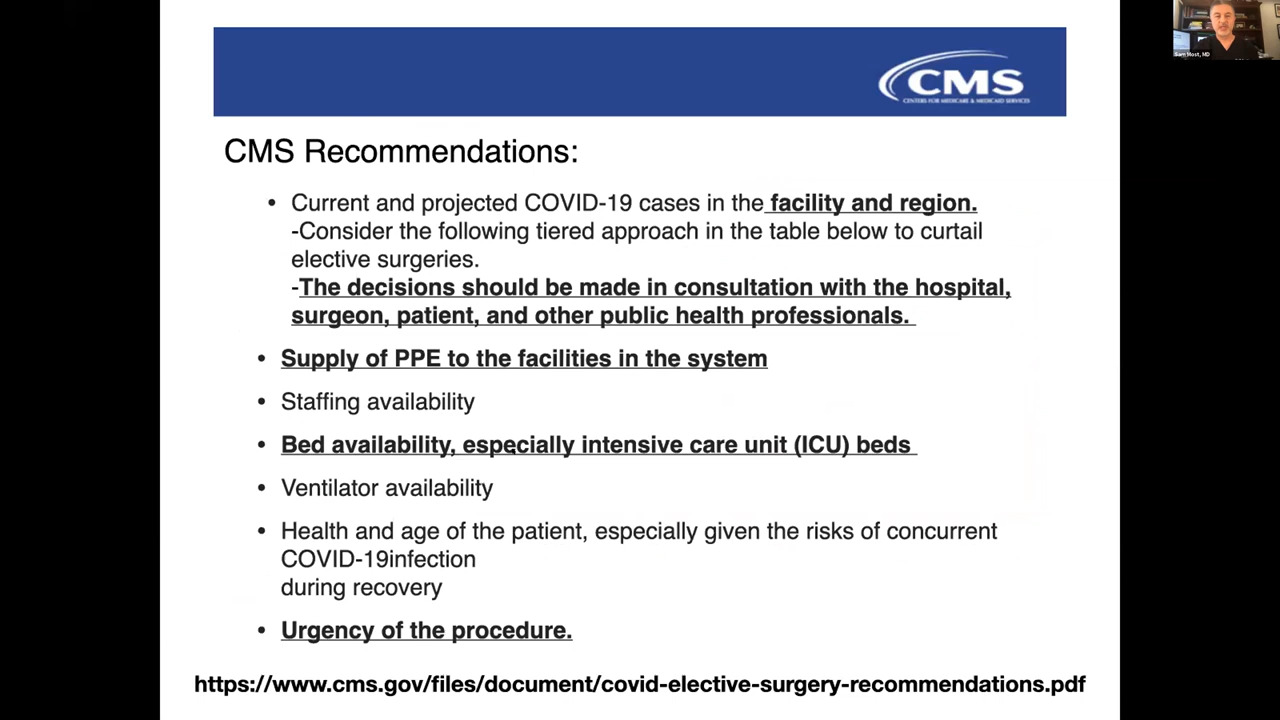 CMS
CENTERS FOR MEDICARE & MEDICAID SERVICES
Sam Most, MD
CMS Recommendations:
• Current and projected COVID-19 cases in the facility and region.
-Consider the following tiered approach in the table below to curtail
elective surgeries.
-The decisions should be made in consultation with the hospital,
surgeon, patient, and other public health professionals.
• Supply of PPE to the facilities in the system
• Staffing availability
• Bed availability, especially intensive care unit (ICU) beds
• Ventilator availability
• Health and age of the patient, especially given the risks of concurrent
COVID-19infection
during recovery
• Urgency of the procedure.
https://www.cms.gov/files/document/covid-elective-surgery-recommendations.pdf